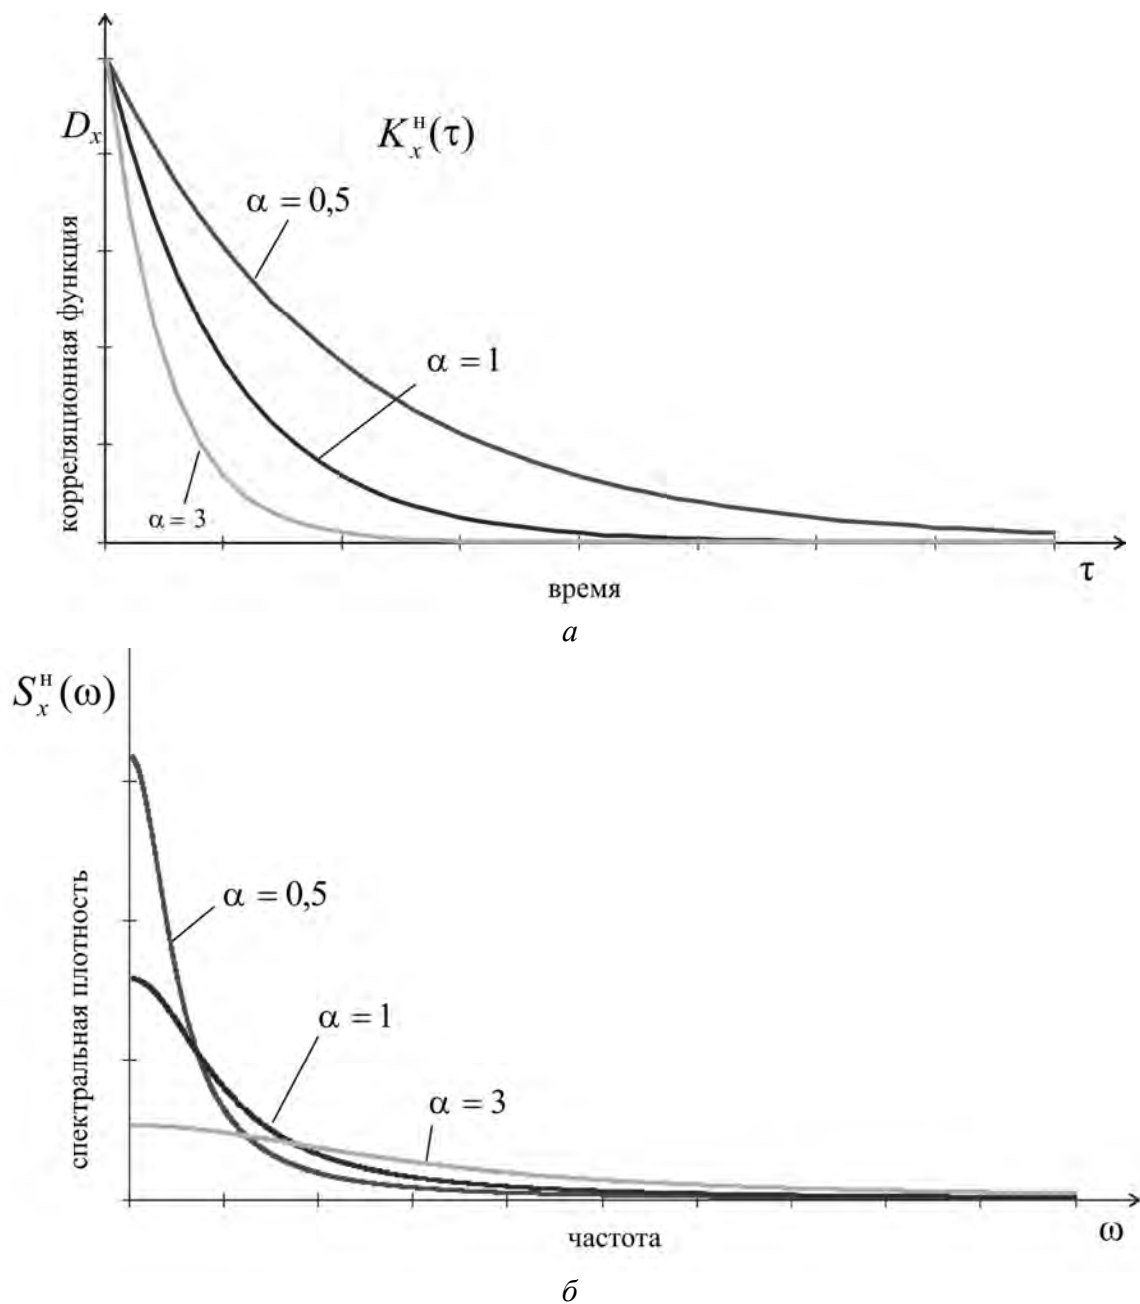 D_x
K_x^н(τ)
α = 0,5
α = 1
α = 3
корреляционная функция
τ
время
а
S_x^н(ω)
α = 0,5
α = 1
α = 3
спектральная плотность
ω
частота
б